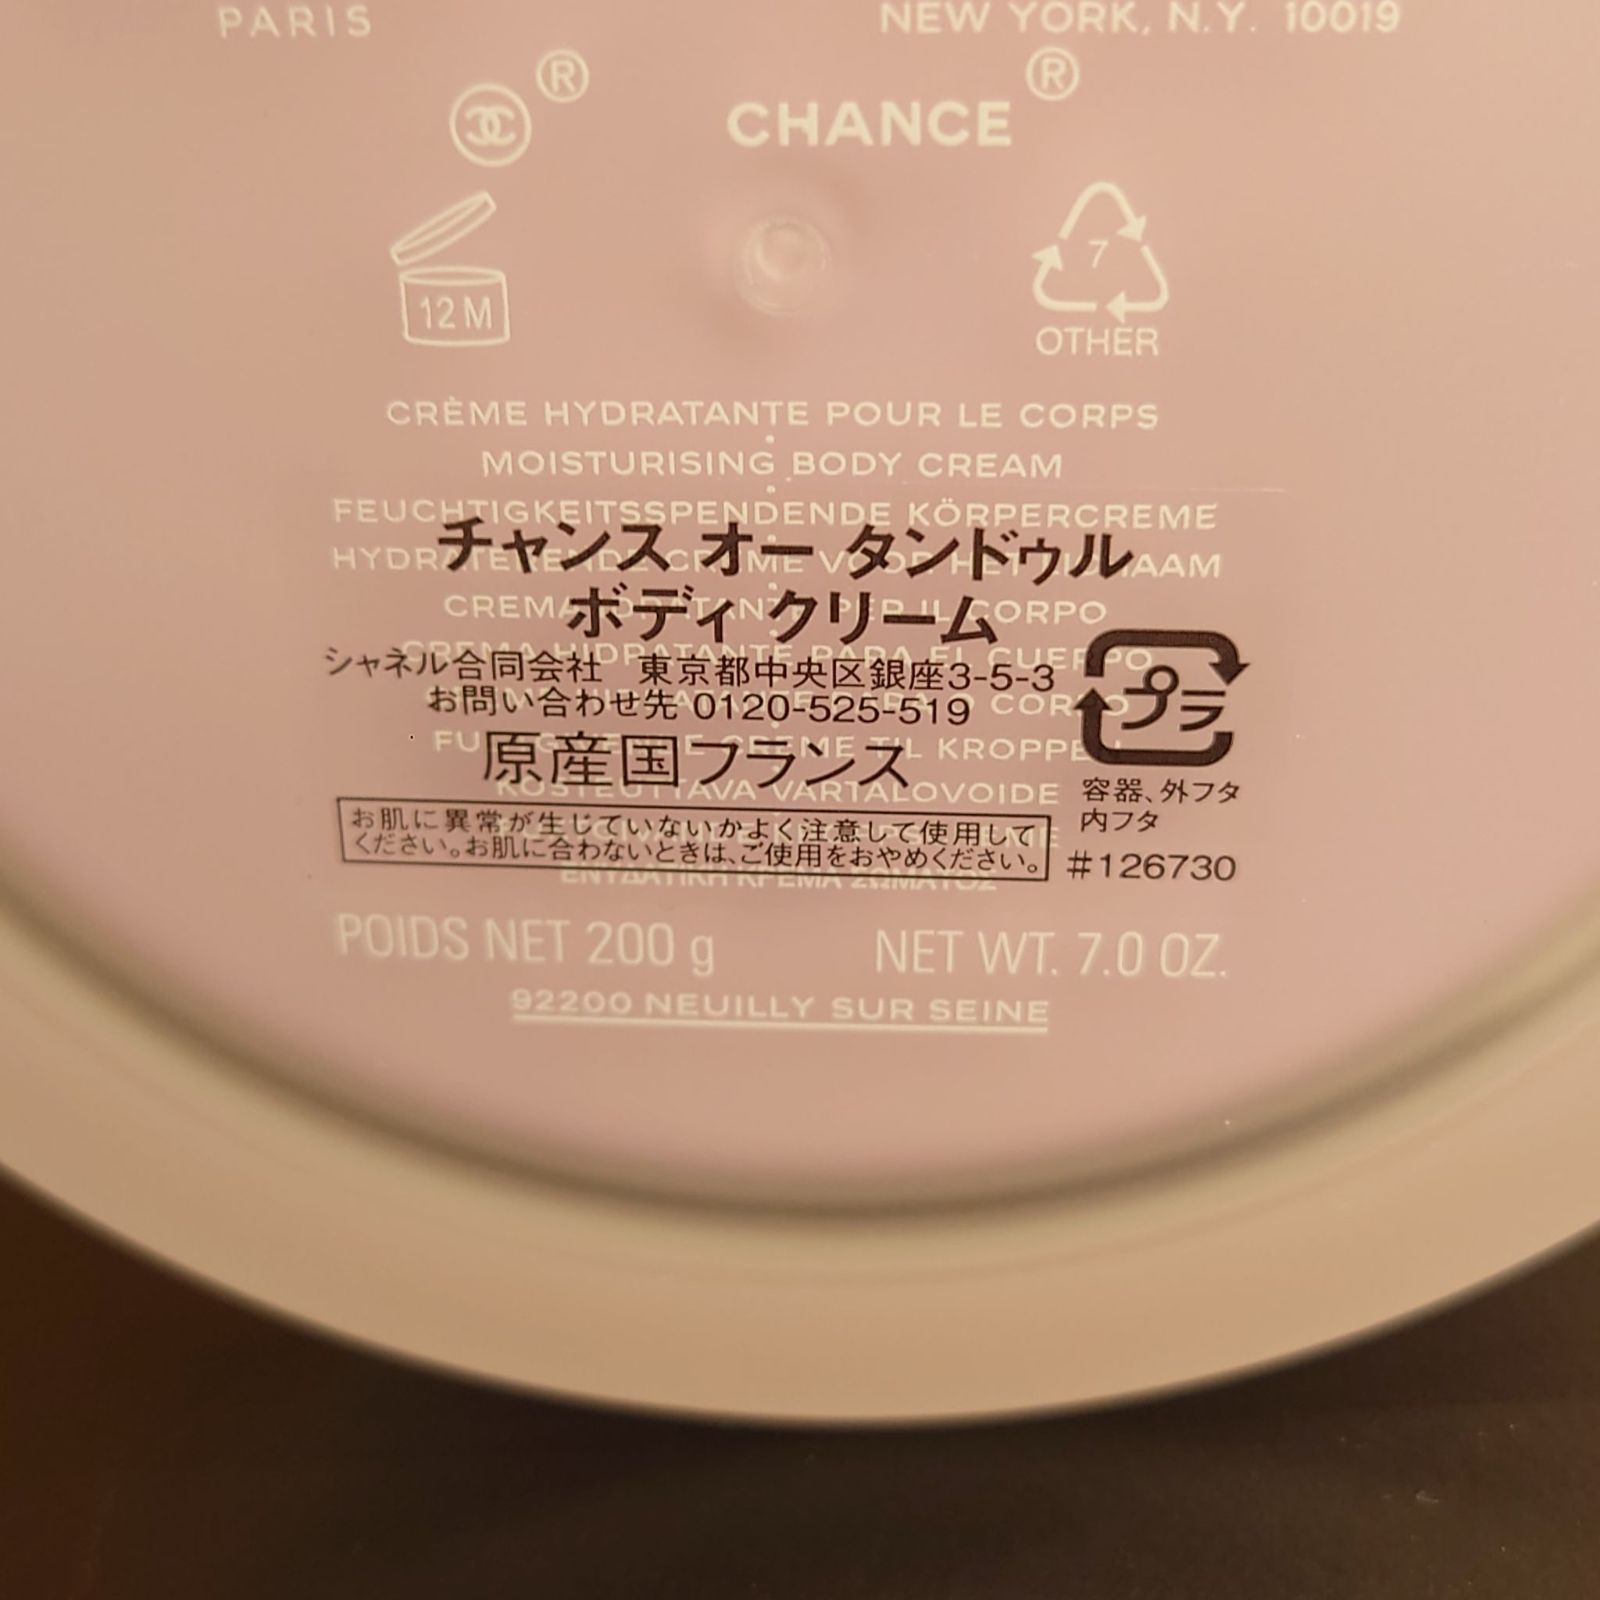 PARIS
NEW YORK, N.Y. 10019
®
CHANCE ®
12M
7
OTHER
CRÈME HYDRATANTE POUR LE CORPS
MOISTURISING BODY CREAM
FEUCHTIGKEITSSPENDENDE KÖRPERCREME
チャンス オー タンドゥル
ボディ クリーム
シャネル合同会社 東京都中央区銀座3-5-3
お問い合わせ先 0120-525-519
原産国フランス
プラ
容器、外フタ
内フタ
お肌に異常が生じていないかよく注意して使用して
ください。お肌に合わないときは、ご使用をおやめください。
#126730
KOSTEUTTAVA VARTALOVOIDE
ΕΝΥΔΑΤΙΚΗ ΚΡΕΜΑ ΣΩΜΑΤΟΣ
POIDS NET 200 g
NET WT. 7.0 OZ.
92200 NEUILLY SUR SEINE